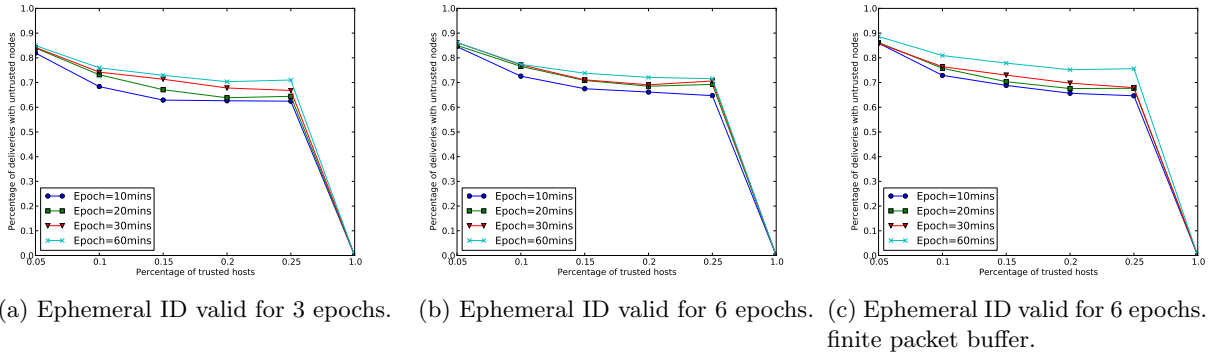 Percentage of deliveries with untrusted nodes
1.0
0.9
0.8
0.7
0.6
0.5
0.4
0.3
0.2
0.1
0.0
Epoch=10mins
Epoch=20mins
Epoch=30mins
Epoch=60mins
0.05 0.1 0.15 0.2 0.25 1.0
Percentage of trusted hosts
(a) Ephemeral ID valid for 3 epochs.
Percentage of deliveries with untrusted nodes
1.0
0.9
0.8
0.7
0.6
0.5
0.4
0.3
0.2
0.1
0.0
Epoch=10mins
Epoch=20mins
Epoch=30mins
Epoch=60mins
0.05 0.1 0.15 0.2 0.25 1.0
Percentage of trusted hosts
(b) Ephemeral ID valid for 6 epochs.
Percentage of deliveries with untrusted nodes
1.0
0.9
0.8
0.7
0.6
0.5
0.4
0.3
0.2
0.1
0.0
Epoch=10mins
Epoch=20mins
Epoch=30mins
Epoch=60mins
0.05 0.1 0.15 0.2 0.25 1.0
Percentage of trusted hosts
(c) Ephemeral ID valid for 6 epochs.
finite packet buffer.